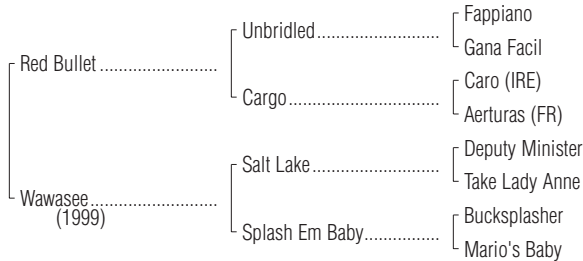 Fappiano
Unbridled
Gana Facil
Red Bullet
Caro (IRE)
Cargo
Aerturas (FR)
Deputy Minister
Salt Lake
Take Lady Anne
Wawasee
(1999)
Bucksplasher
Splash Em Baby
Mario's Baby